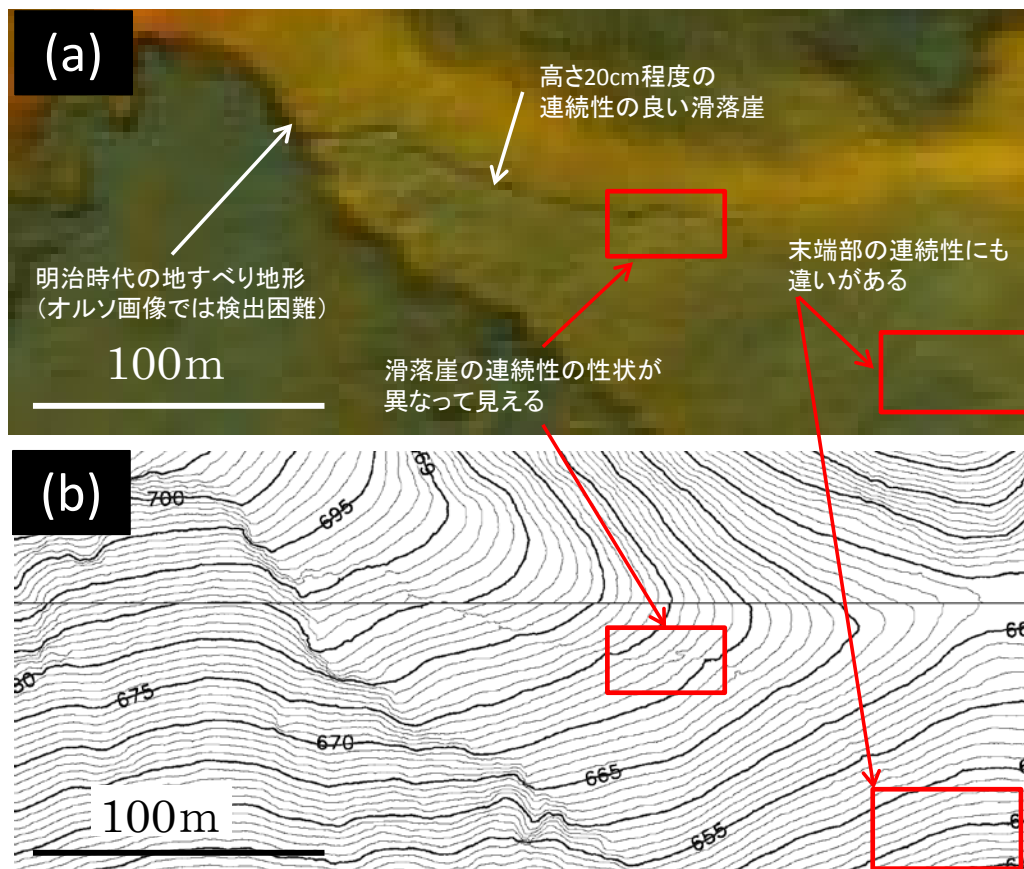 (a)
高さ20cm程度の
連続性の良い滑落崖
明治時代の地すべり地形
（オルソ画像では検出困難）
末端部の連続性にも
違いがある
100m
滑落崖の連続性の性状が
異なって見える
(b)
69
700
695
675
670
665
655
100m